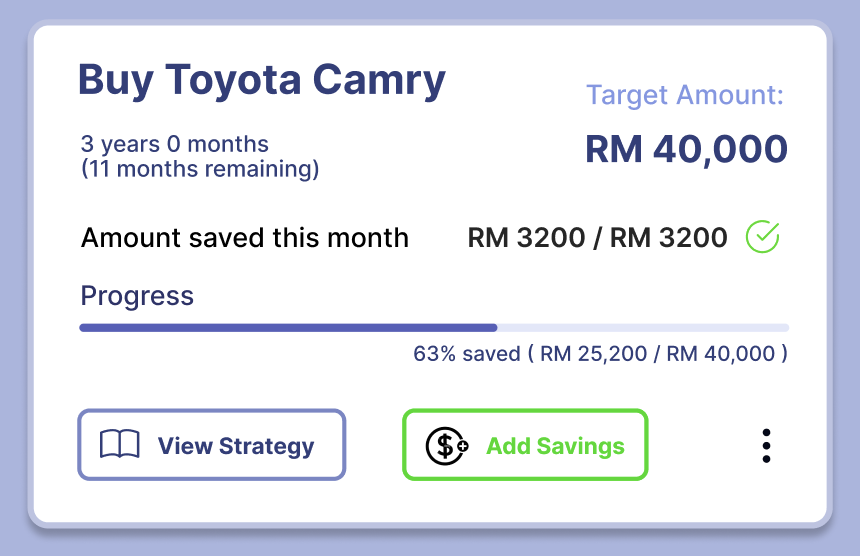 Buy Toyota Camry
Target Amount:
3 years 0 months
(11 months remaining)
RM 40,000
Amount saved this month
RM 3200 / RM 3200
Progress
63% saved ( RM 25,200 / RM 40,000 )
View Strategy
$ Add Savings